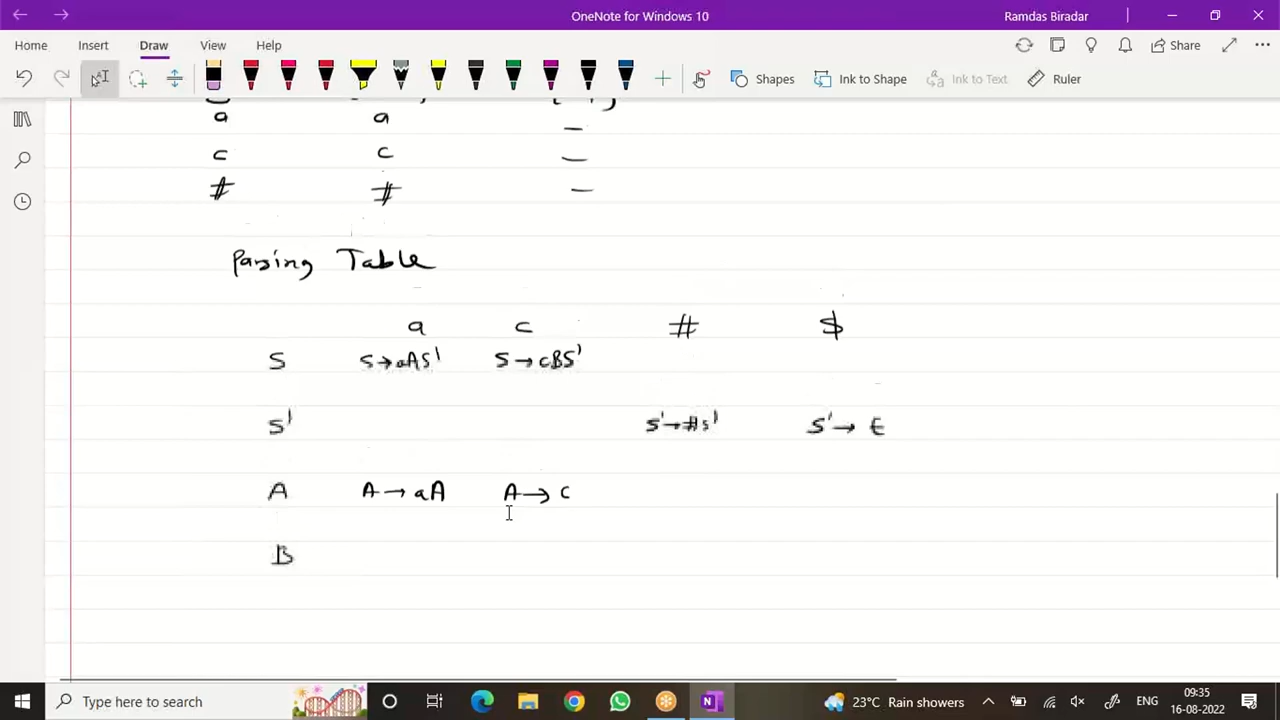 OneNote for Windows 10 Ramdas Biradar
Home Insert Draw View Help Share
Shapes Ink to Shape Ink to Text Ruler
a a –
c c –
# # –
Parsing Table
a c # $
S S→aAS' S→cBS'
S' S'→#S' S'→ ε
A A→aA A→c
B
Type here to search 23°C Rain showers ENG 09:35
16-08-2022